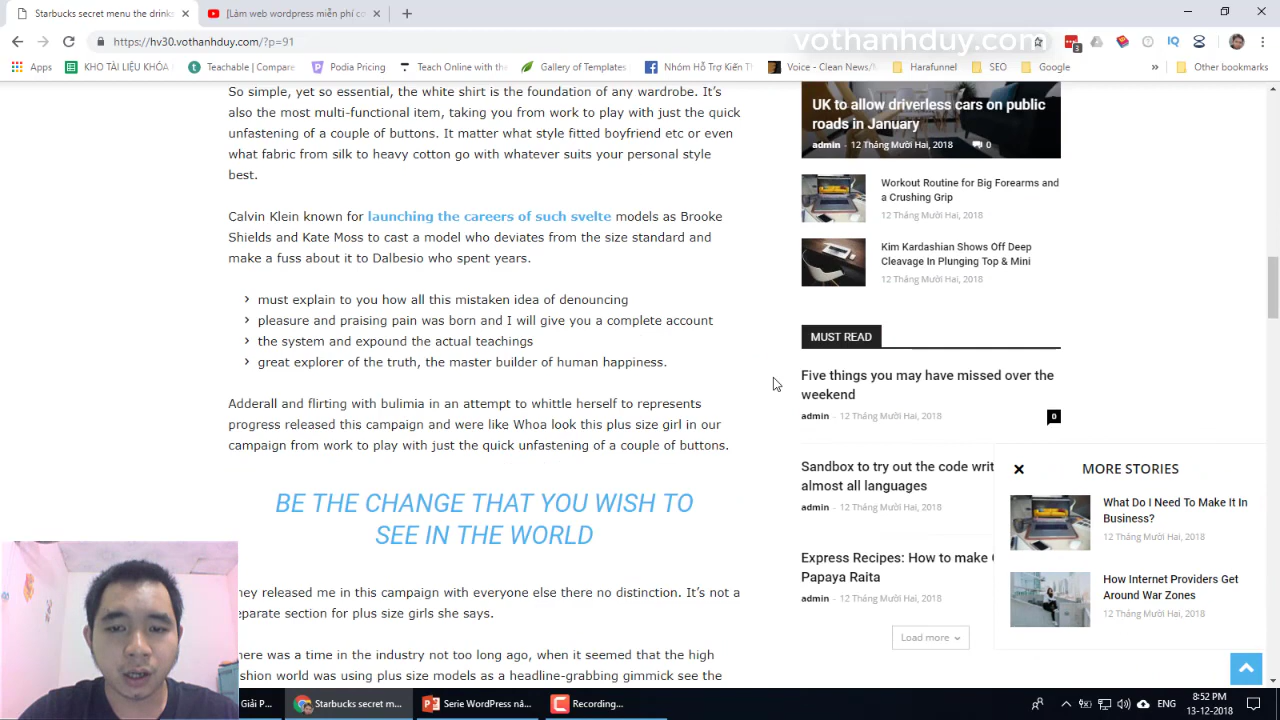 Starbucks secret menu of the drink
[Làm web wordpress miễn phí c
https://lv30.coo.com/?p=91
vothanhduy.com
3
IQ
Apps
KHO TÀI LIỆU
Teachable | Compa
Podia Pricing
Teach Online with the
Gallery of Templates
Nhóm Hỗ Trợ Kiến T
Voice - Clean News/M
Harafunnel
SEO
Google
»
Other bookmarks
So simple, yet so essential, the white shirt is the foundation of any wardrobe. It's
also the most multi-functional item, taking you from work to play with just the quick
unfastening of a couple of buttons. It matter what style fitted boyfriend etc or even
what fabric from silk to heavy cotton go with whatever suits your personal style
best.
Calvin Klein known for launching the careers of such svelte models as Brooke
Shields and Kate Moss to cast a model who deviates from the size standard and
make a fuss about it to Dalbesio who spent years.
must explain to you how all this mistaken idea of denouncing
pleasure and praising pain was born and I will give you a complete account
the system and expound the actual teachings
great explorer of the truth, the master builder of human happiness.
Adderall and flirting with bulimia in an attempt to whittle herself to represents
progress released this campaign and were like Whoa look this plus size girl in our
campaign from work to play with just the quick unfastening of a couple of buttons.
BE THE CHANGE THAT YOU WISH TO
SEE IN THE WORLD
hey released me in this campaign with everyone else there no distinction. It's not a
eparate section for plus size girls she says.
here was a time in the industry not too long ago, when it seemed that the high
shion world was using plus size models as a headline-grabbing gimmick see the
UK to allow driverless cars on public
roads in January
admin - 12 Tháng Mười Hai, 2018 0
Workout Routine for Big Forearms and
a Crushing Grip
12 Tháng Mười Hai, 2018
Kim Kardashian Shows Off Deep
Cleavage In Plunging Top & Mini
12 Tháng Mười Hai, 2018
MUST READ
Five things you may have missed over the
weekend
admin - 12 Tháng Mười Hai, 2018 0
Sandbox to try out the code writ
almost all languages
admin - 12 Tháng Mười Hai, 2018
Express Recipes: How to make
Papaya Raita
admin - 12 Tháng Mười Hai, 2018
Load more
MORE STORIES
What Do I Need To Make It In
Business?
12 Tháng Mười Hai, 2018
How Internet Providers Get
Around War Zones
12 Tháng Mười Hai, 2018
Giải P...
Starbucks secret m...
Serie WordPress nâ...
Recording...
ENG
8:52 PM
13-12-2018